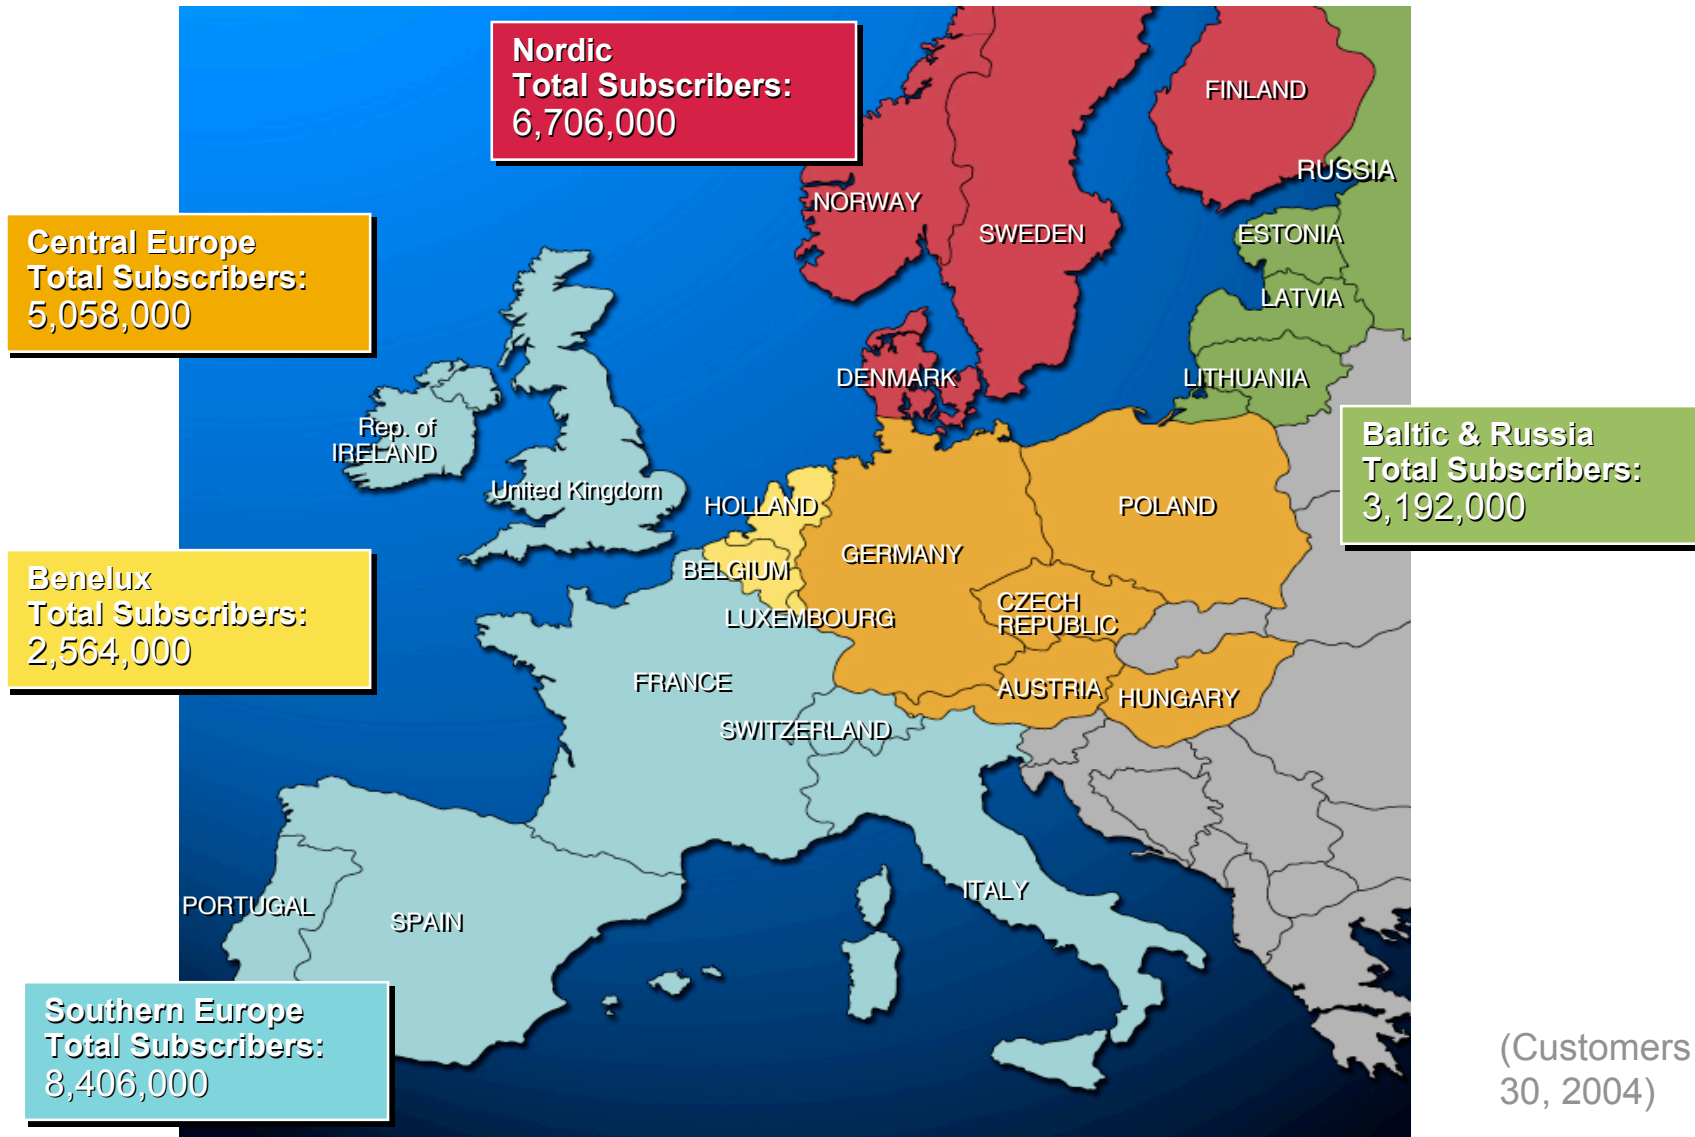 Nordic
Total Subscribers:
6,706,000
FINLAND
RUSSIA
NORWAY
SWEDEN
ESTONIA
Central Europe
Total Subscribers:
5,058,000
LATVIA
DENMARK
LITHUANIA
Rep. of
IRELAND
Baltic & Russia
Total Subscribers:
3,192,000
United Kingdom
HOLLAND
POLAND
GERMANY
BELGIUM
Benelux
Total Subscribers:
2,564,000
CZECH
REPUBLIC
LUXEMBOURG
FRANCE
AUSTRIA
HUNGARY
SWITZERLAND
ITALY
PORTUGAL
SPAIN
Southern Europe
Total Subscribers:
8,406,000
(Customers
30, 2004)